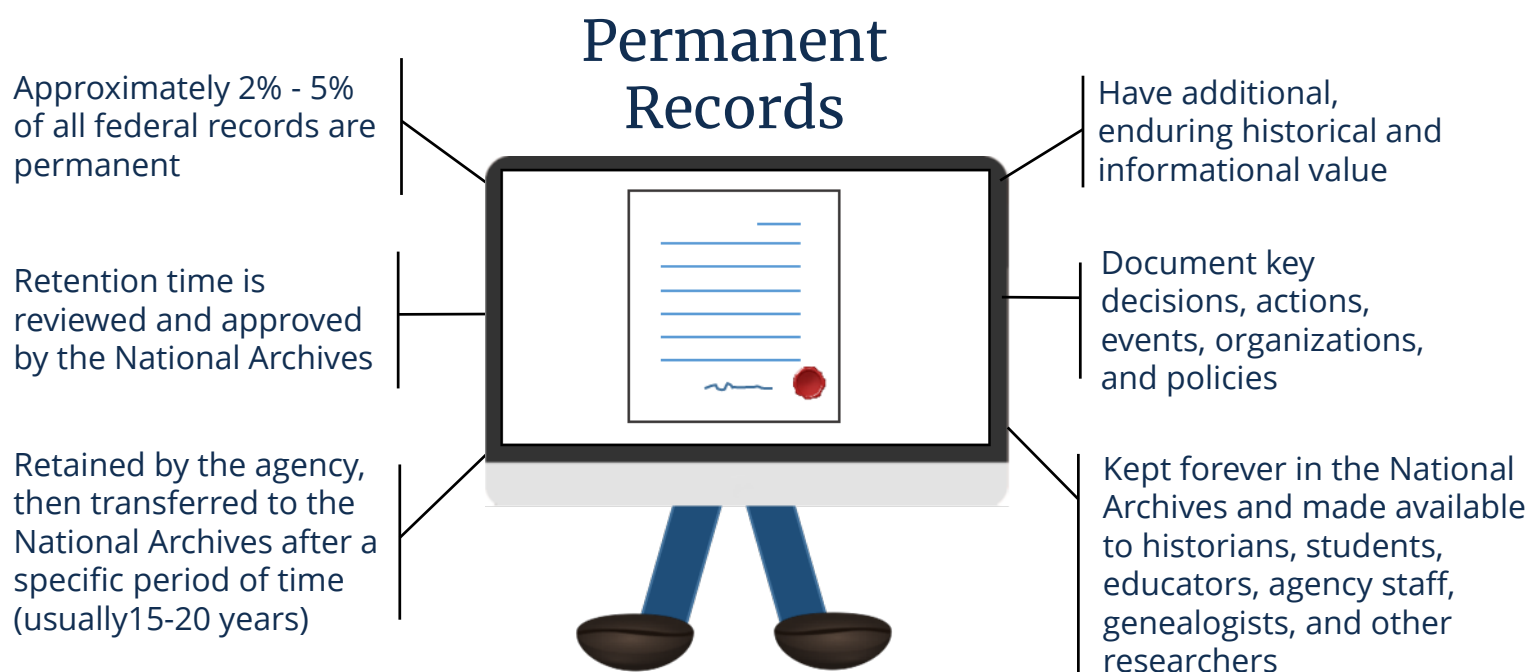 Permanent
Records
Approximately 2% - 5%
of all federal records are
permanent
Retention time is
reviewed and approved
by the National Archives
Retained by the agency,
then transferred to the
National Archives after a
specific period of time
(usually15-20 years)
Have additional,
enduring historical and
informational value
Document key
decisions, actions,
events, organizations,
and policies
Kept forever in the National
Archives and made available
to historians, students,
educators, agency staff,
genealogists, and other
researchers